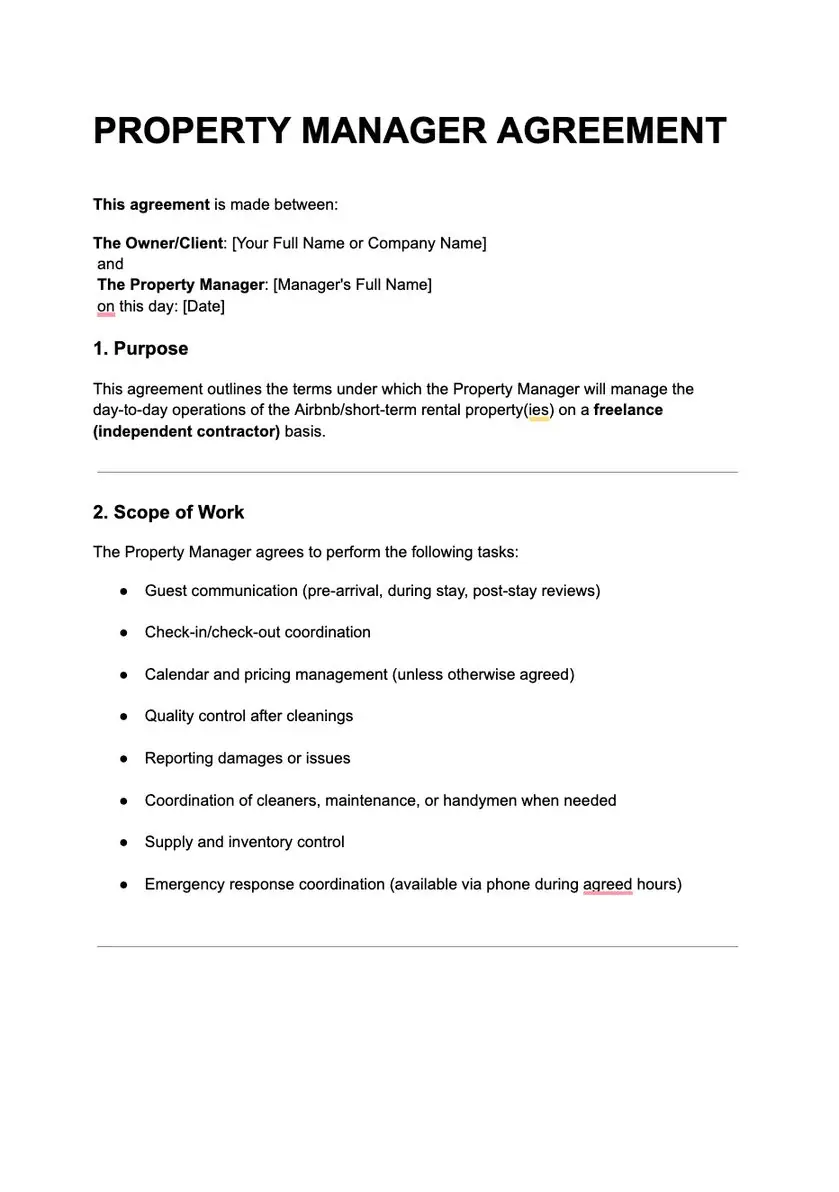 PROPERTY MANAGER AGREEMENT
This agreement is made between:
The Owner/Client: [Your Full Name or Company Name]
and
The Property Manager: [Manager's Full Name]
on this day: [Date]
1. Purpose
This agreement outlines the terms under which the Property Manager will manage the
day-to-day operations of the Airbnb/short-term rental property(ies) on a freelance
(independent contractor) basis.
2. Scope of Work
The Property Manager agrees to perform the following tasks:
● Guest communication (pre-arrival, during stay, post-stay reviews)
● Check-in/check-out coordination
● Calendar and pricing management (unless otherwise agreed)
● Quality control after cleanings
● Reporting damages or issues
● Coordination of cleaners, maintenance, or handymen when needed
● Supply and inventory control
● Emergency response coordination (available via phone during agreed hours)